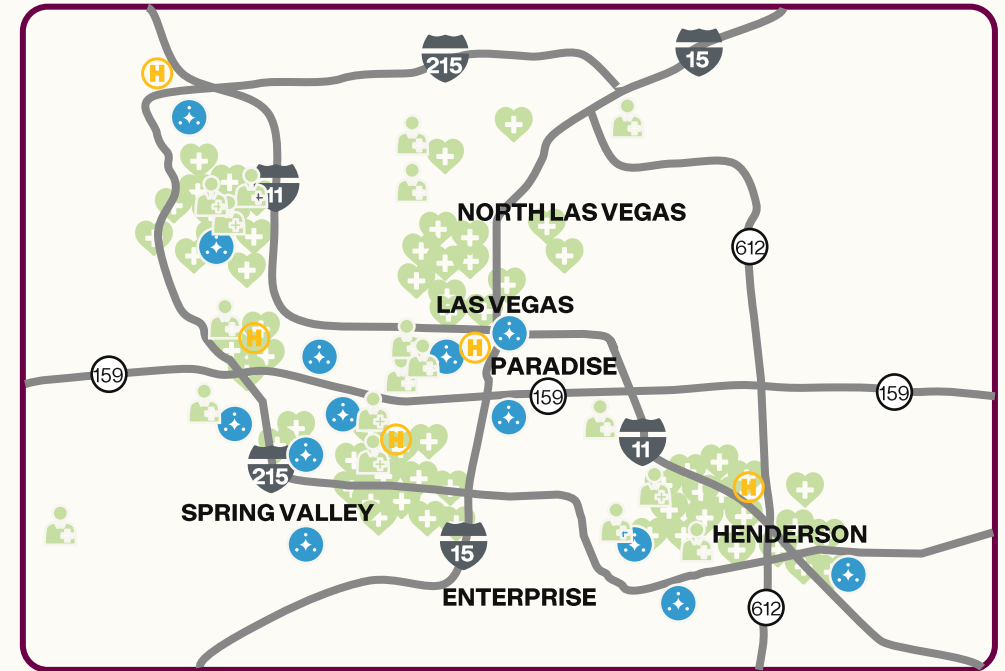 215
15
H
11
NORTH LAS VEGAS
612
LAS VEGAS
H
H
PARADISE
159
159
159
H
11
215
H
SPRING VALLEY
HENDERSON
15
ENTERPRISE
612